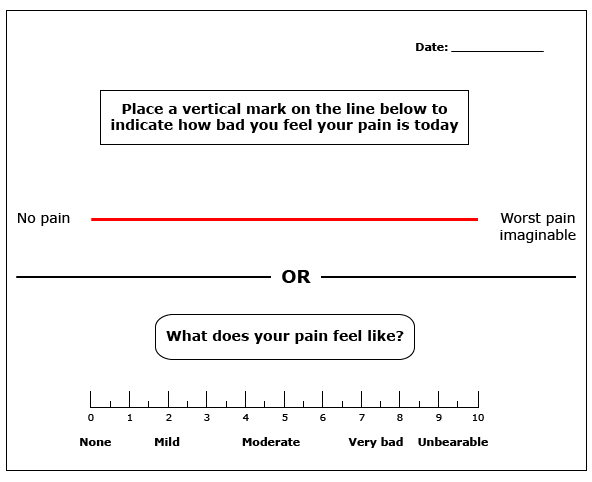 Date: ______________
Place a vertical mark on the line below to
indicate how bad you feel your pain is today
No pain
Worst pain
imaginable
OR
What does your pain feel like?
0 1 2 3 4 5 6 7 8 9 10
None Mild Moderate Very bad Unbearable